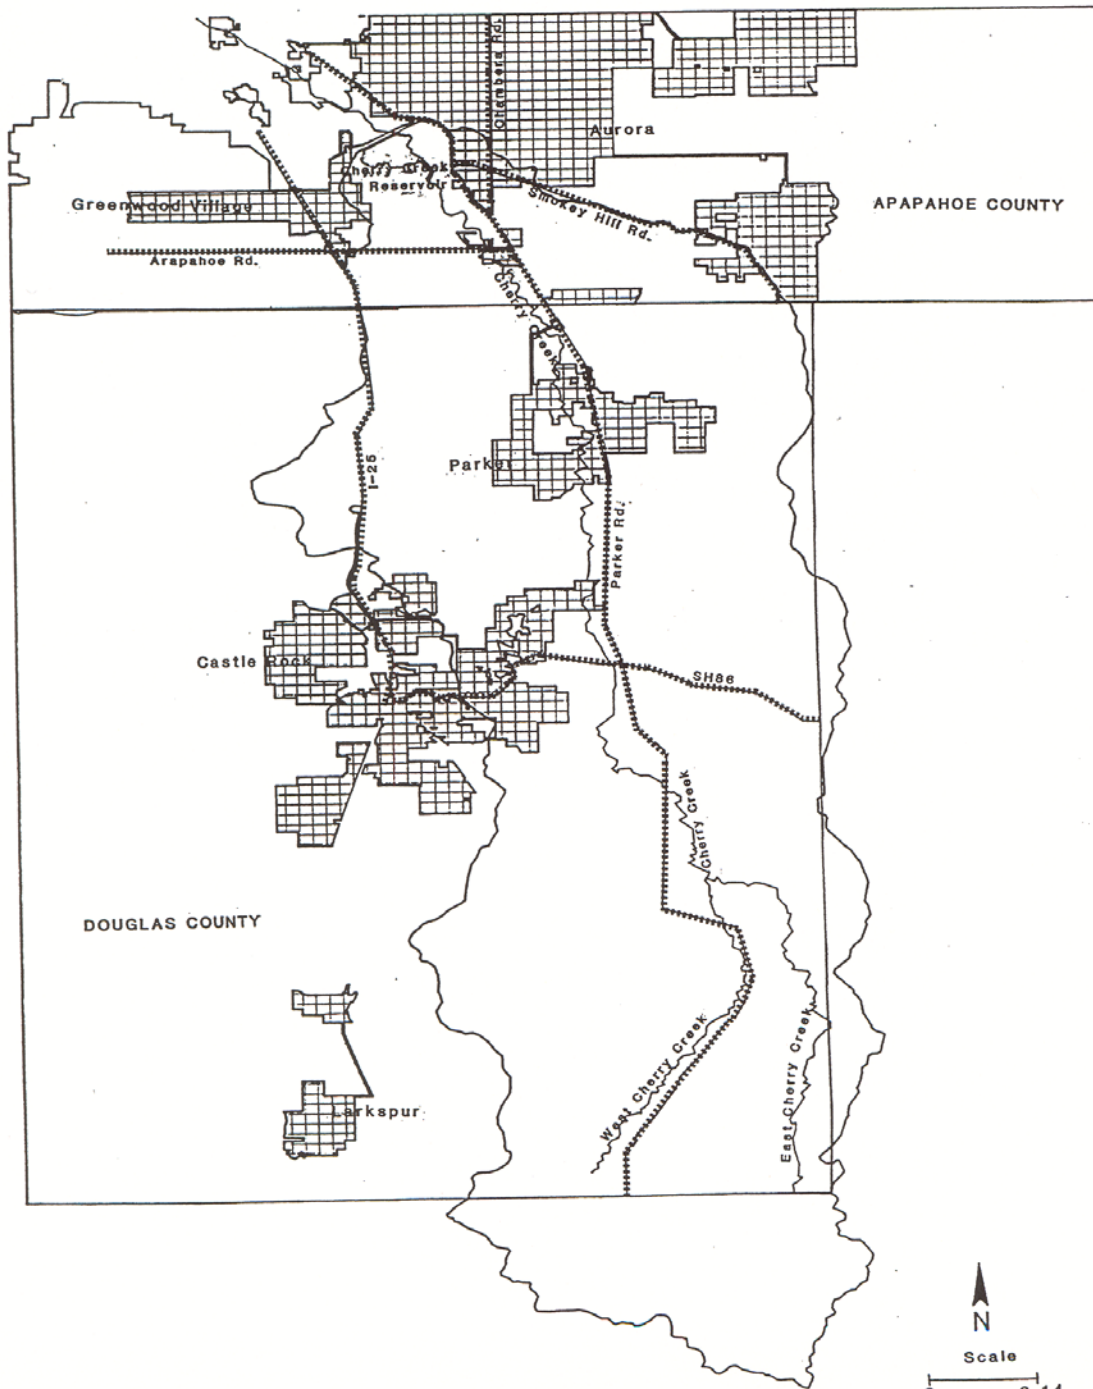 Chambers Rd.
Aurora
Cherry Creek
Reservoir
Greenwood Village
Smokey Hill Rd.
APAPAHOE COUNTY
Arapahoe Rd.
Cherry Creek
Parker
I-25
Parker Rd.
Castle Rock
SH86
Cherry Creek
DOUGLAS COUNTY
West Cherry Creek
East Cherry Creek
Larkspur
N
Scale